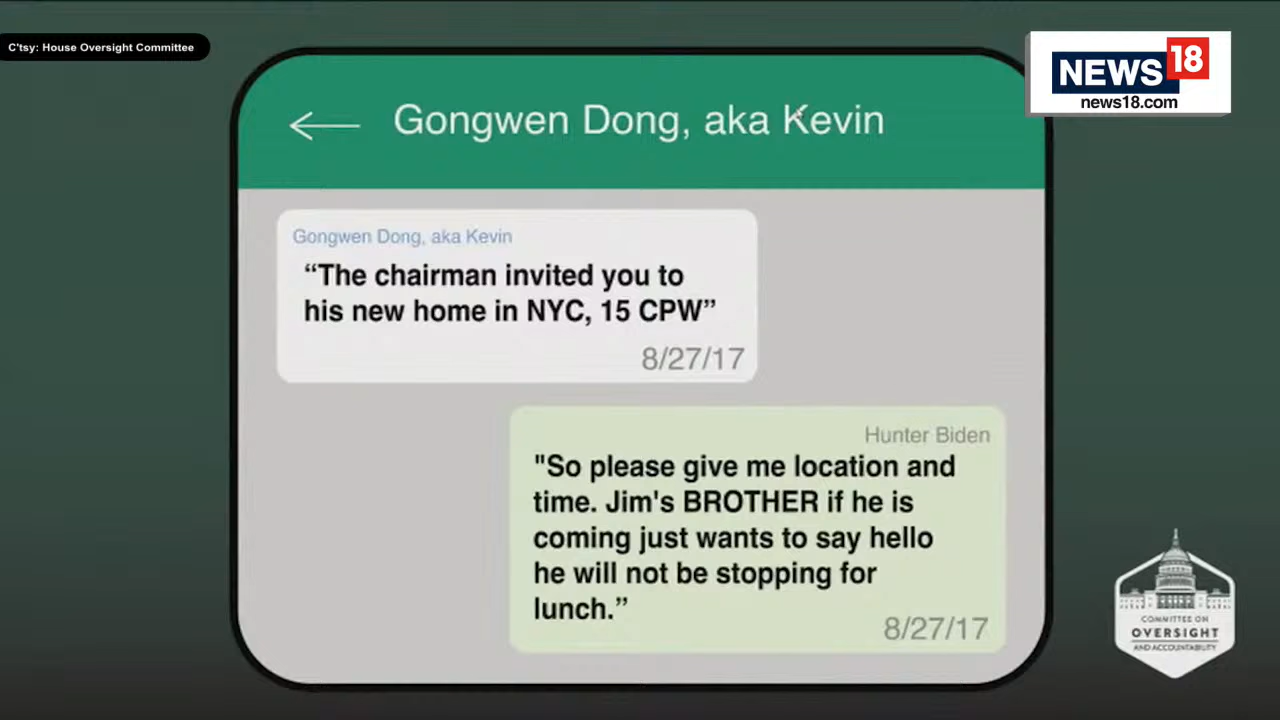 C'tsy: House Oversight Committee
NEWS 18
news18.com
Gongwen Dong, aka Kevin
Gongwen Dong, aka Kevin
“The chairman invited you to
his new home in NYC, 15 CPW”
8/27/17
Hunter Biden
"So please give me location and
time. Jim's BROTHER if he is
coming just wants to say hello
he will not be stopping for
lunch.”
8/27/17
COMMITTEE ON
OVERSIGHT
AND ACCOUNTABILITY